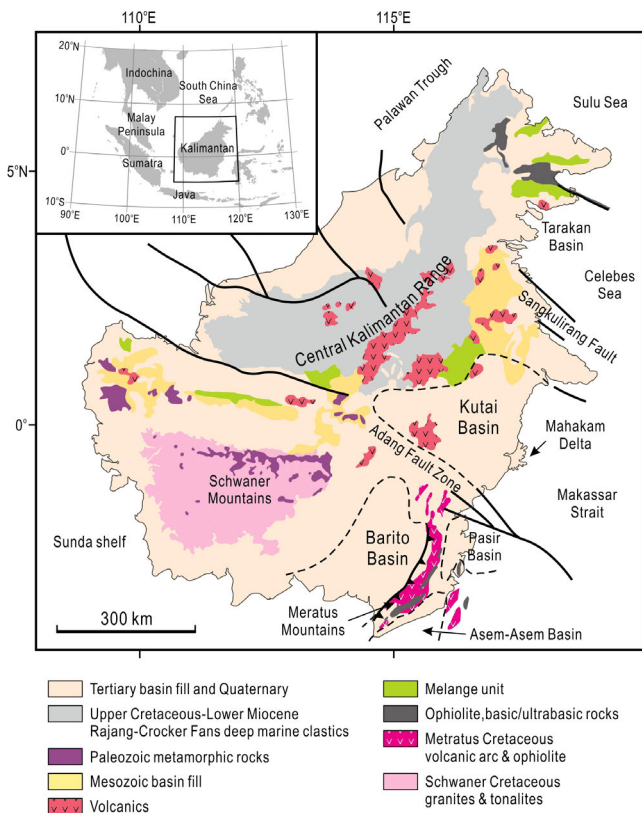 110°E
115°E
20°N
10°N
0°
10°S
90°E
100°E
110°E
120°E
130°E
Indochina
South China
Sea
Malay
Peninsula
Kalimantan
Sumatra
Java
5°N
0°
Palawan Trough
Sulu Sea
Tarakan
Basin
Celebes
Sea
Sangkulirang Fault
Central Kalimantan Range
Kutai
Basin
Mahakam
Delta
Adang Fault Zone
Makassar
Strait
Schwaner
Mountains
Sunda shelf
Barito
Basin
Pasir
Basin
300 km
Meratus
Mountains
Asem-Asem Basin
Tertiary basin fill and Quaternary
Upper Cretaceous-Lower Miocene
Rajang-Crocker Fans deep marine clastics
Paleozoic metamorphic rocks
Mesozoic basin fill
Volcanics
Melange unit
Ophiolite,basic/ultrabasic rocks
Metratus Cretaceous
volcanic arc & ophiolite
Schwaner Cretaceous
granites & tonalites